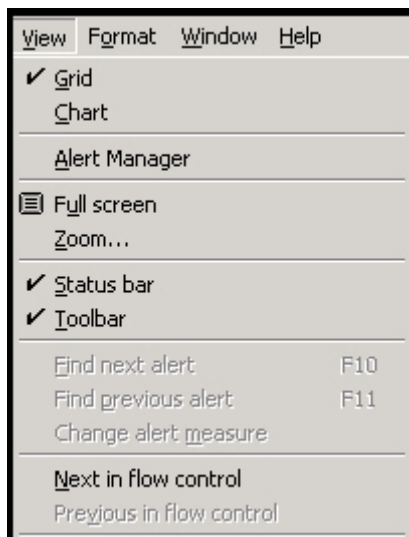 View Format Window Help
Grid
Chart
Alert Manager
Full screen
Zoom...
Status bar
Toolbar
Find next alert F10
Find previous alert F11
Change alert measure
Next in flow control
Previous in flow control